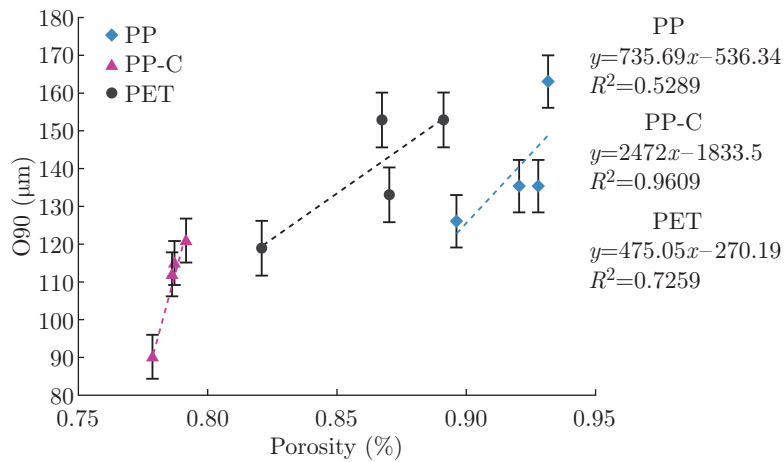 180
170
160
150
140
130
120
110
100
90
80
O90 (μm)
PP
PP-C
PET
0.75
0.80
0.85
0.90
0.95
Porosity (%)
PP
y=735.69x–536.34
R²=0.5289
PP-C
y=2472x–1833.5
R²=0.9609
PET
y=475.05x–270.19
R²=0.7259